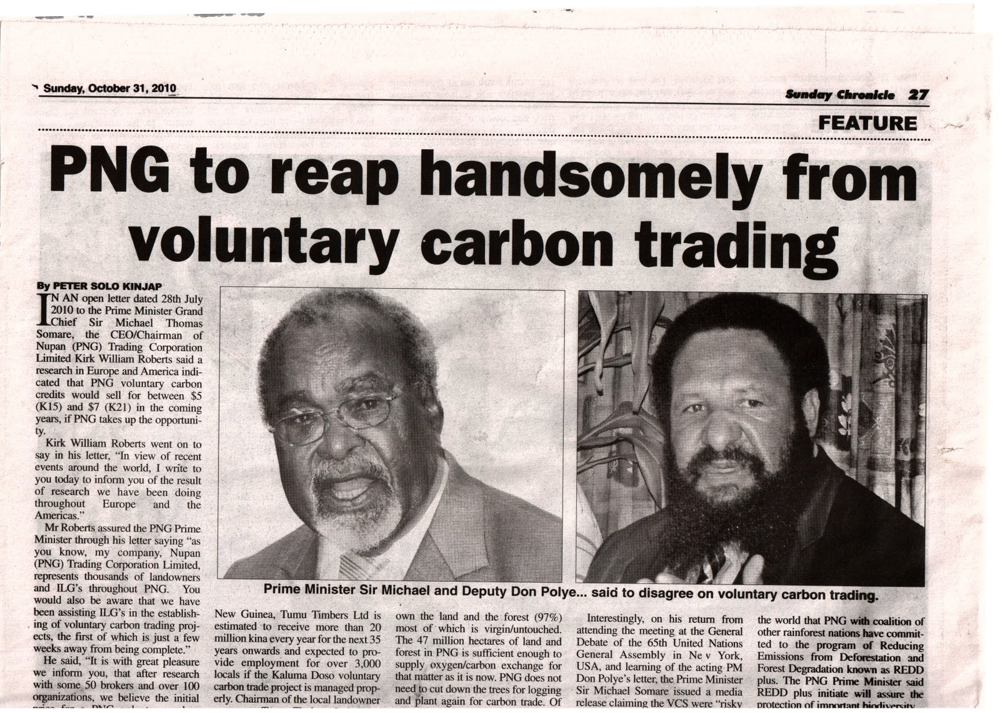 Sunday, October 31, 2010
Sunday Chronicle 27
FEATURE
PNG to reap handsomely from
voluntary carbon trading
By PETER SOLO KINJAP
IN AN open letter dated 28th July
2010 to the Prime Minister Grand
Chief Sir Michael Thomas
Somare, the CEO/Chairman of
Nupan (PNG) Trading Corporation
Limited Kirk William Roberts said a
research in Europe and America indi-
cated that PNG voluntary carbon
credits would sell for between $5
(K15) and $7 (K21) in the coming
years, if PNG takes up the opportuni-
ty.
Kirk William Roberts went on to
say in his letter, “In view of recent
events around the world, I write to
you today to inform you of the result
of research we have been doing
throughout Europe and the
Americas.”
Mr Roberts assured the PNG Prime
Minister through his letter saying “as
you know, my company, Nupan
(PNG) Trading Corporation Limited,
represents thousands of landowners
and ILG's throughout PNG. You
would also be aware that we have
been assisting ILG's in the establish-
ing of voluntary carbon trading proj-
ects, the first of which is just a few
weeks away from being complete.”
He said, “It is with great pleasure
we inform you, that after research
with some 50 brokers and over 100
organizations, we believe the initial
Prime Minister Sir Michael and Deputy Don Polye... said to disagree on voluntary carbon trading.
New Guinea, Tumu Timbers Ltd is
estimated to receive more than 20
million kina every year for the next 35
years onwards and expected to pro-
vide employment for over 3,000
locals if the Kaluma Doso voluntary
carbon trade project is managed prop-
erly. Chairman of the local landowner
own the land and the forest (97%)
most of which is virgin/untouched.
The 47 million hectares of land and
forest in PNG is sufficient enough to
supply oxygen/carbon exchange for
that matter as it is now. PNG does not
need to cut down the trees for logging
and plant again for carbon trade. Of
Interestingly, on his return from
attending the meeting at the General
Debate of the 65th United Nations
General Assembly in Ne v York,
USA, and learning of the acting PM
Don Polye's letter, the Prime Minister
Sir Michael Somare issued a media
release claiming the VCS were “risky
the world that PNG with coalition of
other rainforest nations have commit-
ted to the program of Reducing
Emissions from Deforestation and
Forest Degradation known as REDD
plus. The PNG Prime Minister said
REDD plus initiate will assure the
protection of important biodiversity